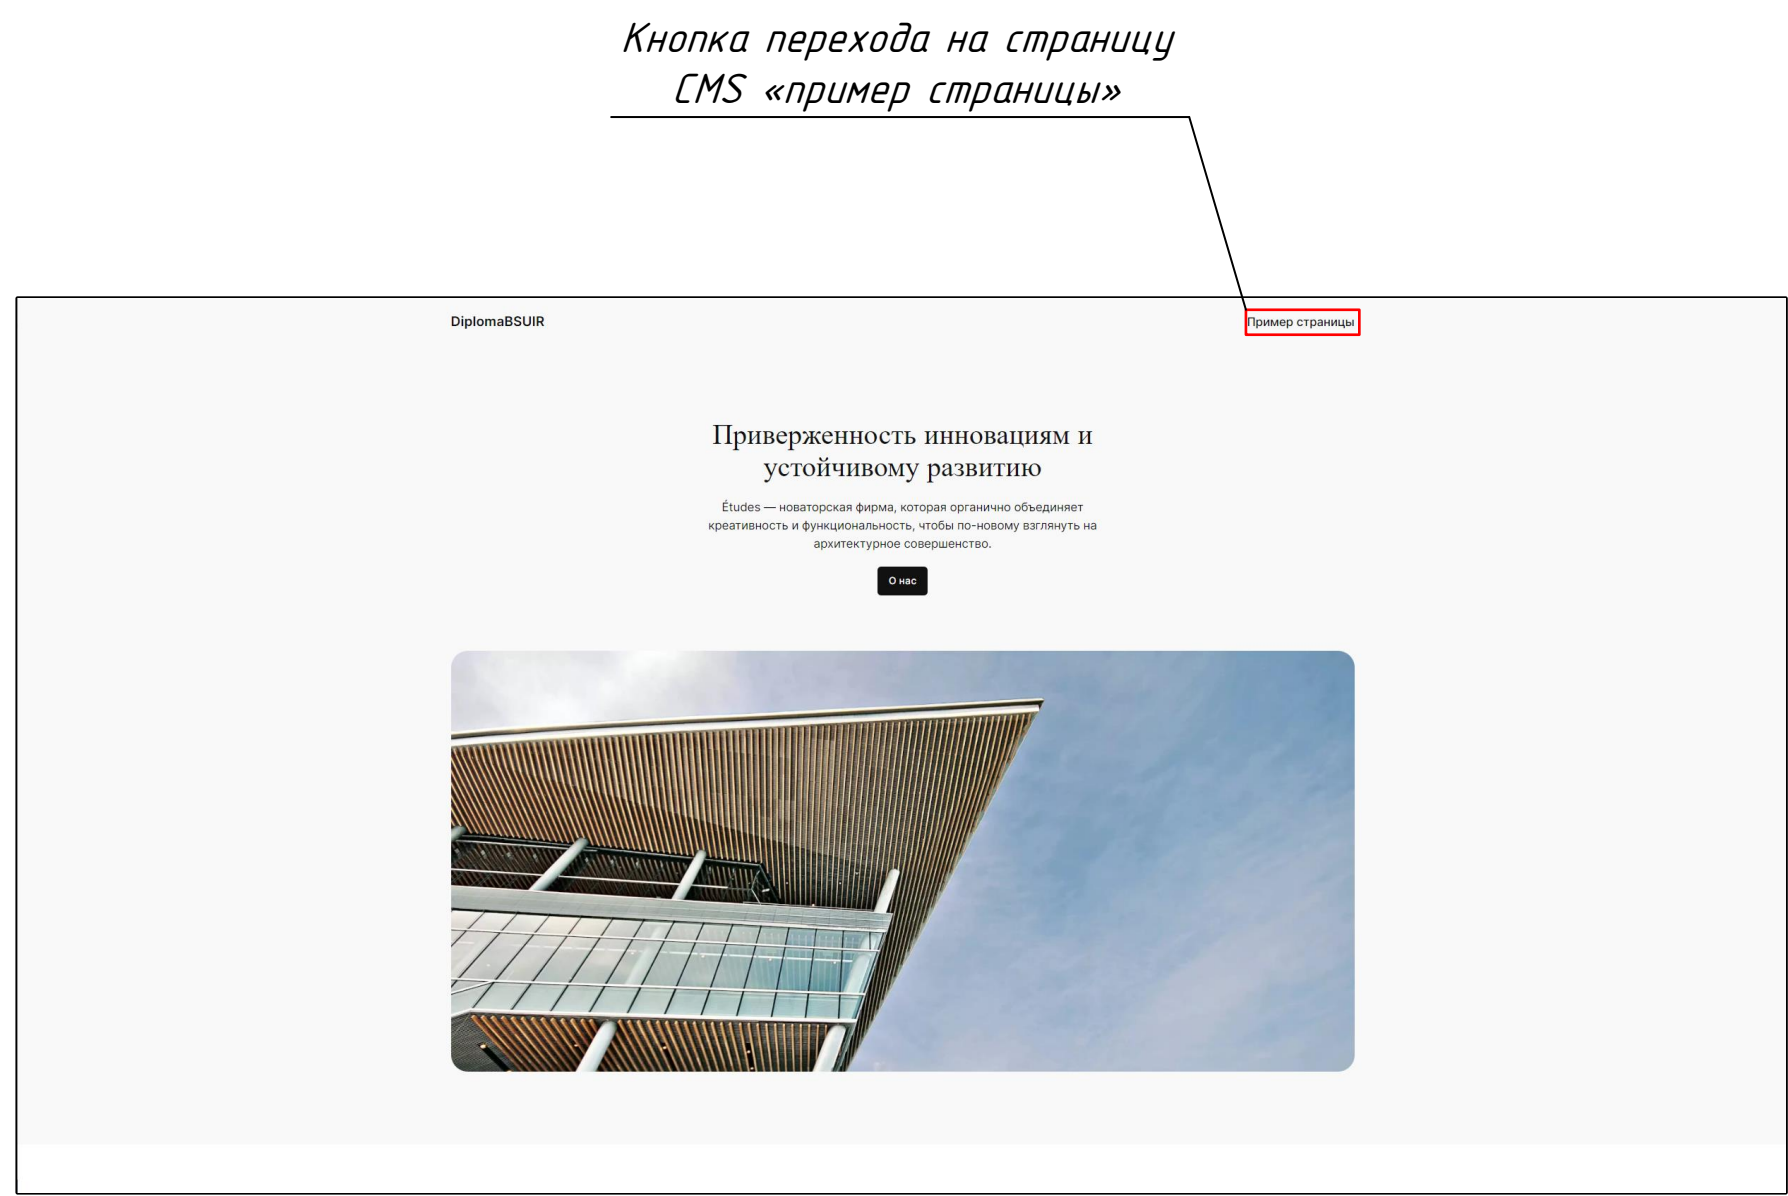 Кнопка перехода на страницу
CMS «пример страницы»
DiplomaBSUIR
Пример страницы
Приверженность инновациям и
устойчивому развитию
Études — новаторская фирма, которая органично объединяет
креативность и функциональность, чтобы по-новому взглянуть на
архитектурное совершенство.
О нас